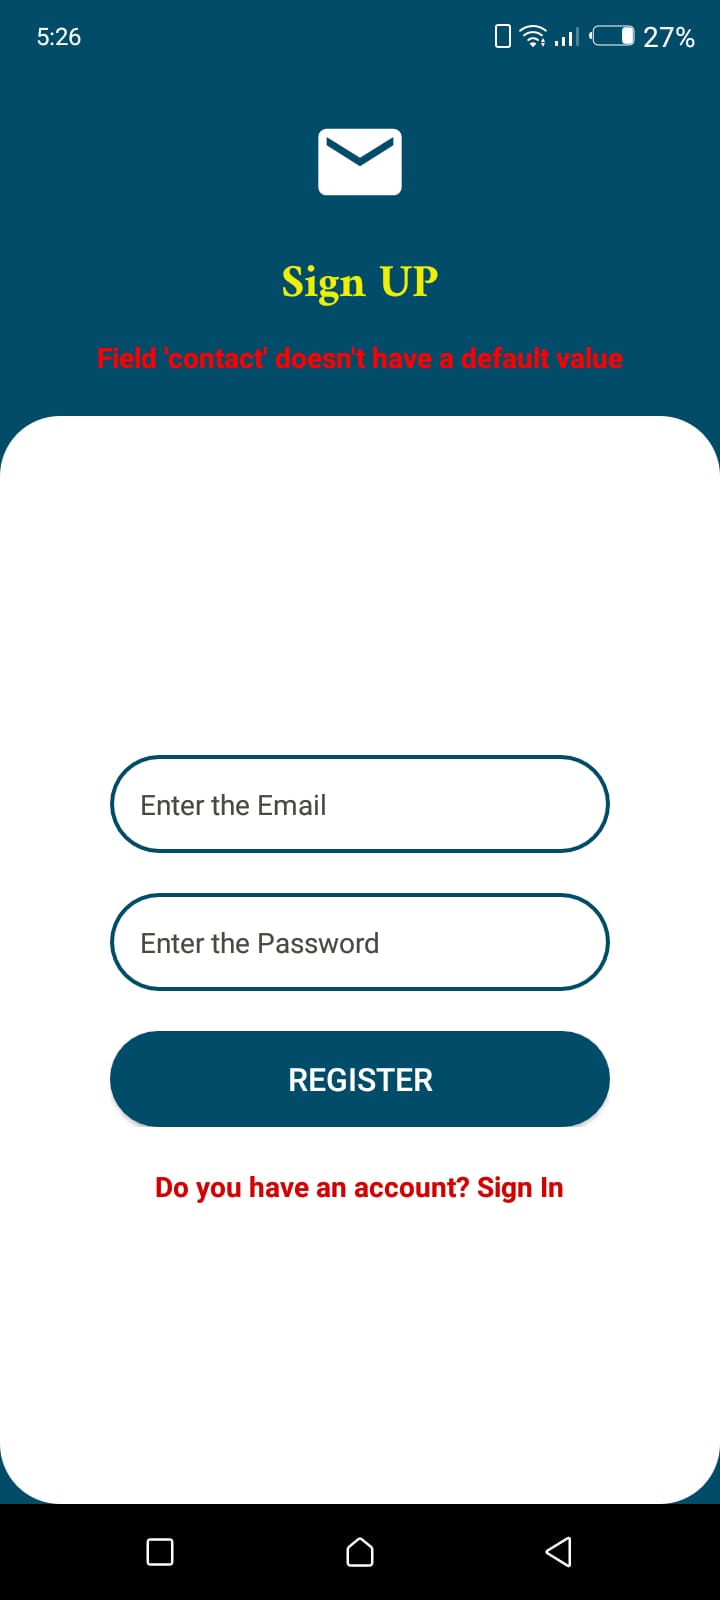 5:26
27%
Sign UP
Field 'contact' doesn't have a default value
Enter the Email
Enter the Password
REGISTER
Do you have an account? Sign In